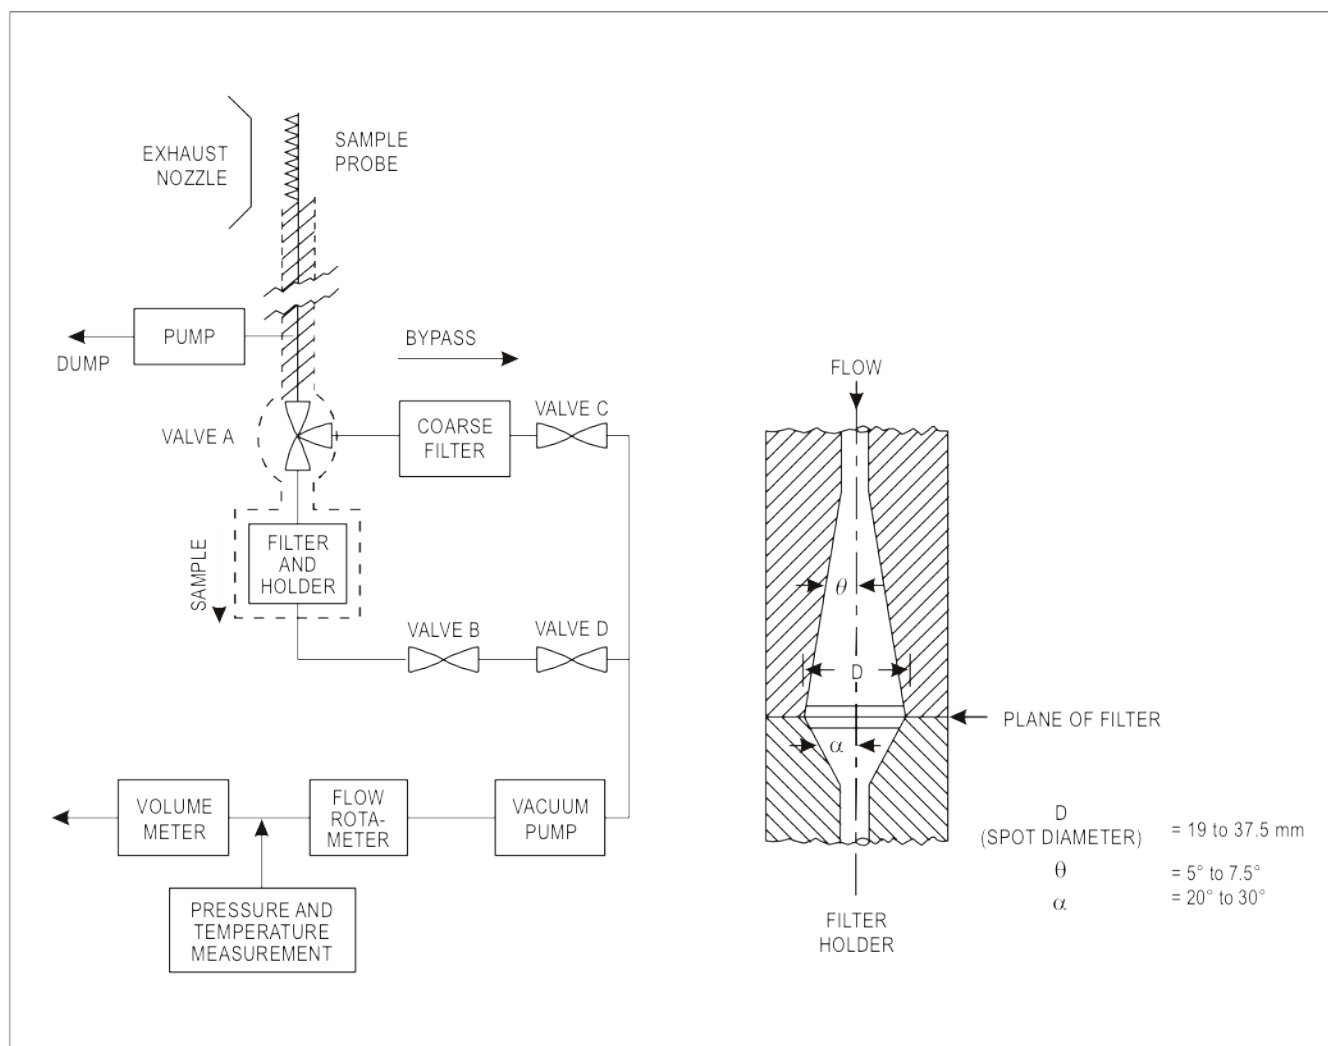 EXHAUST
NOZZLE
SAMPLE
PROBE
PUMP
DUMP
BYPASS
VALVE A
COARSE
FILTER
VALVE C
SAMPLE
FILTER
AND
HOLDER
VALVE B
VALVE D
VOLUME
METER
FLOW
ROTA-
METER
VACUUM
PUMP
PRESSURE AND
TEMPERATURE
MEASUREMENT
FLOW
θ
D
PLANE OF FILTER
α
FILTER
HOLDER
D
(SPOT DIAMETER) = 19 to 37.5 mm
θ = 5° to 7.5°
α = 20° to 30°